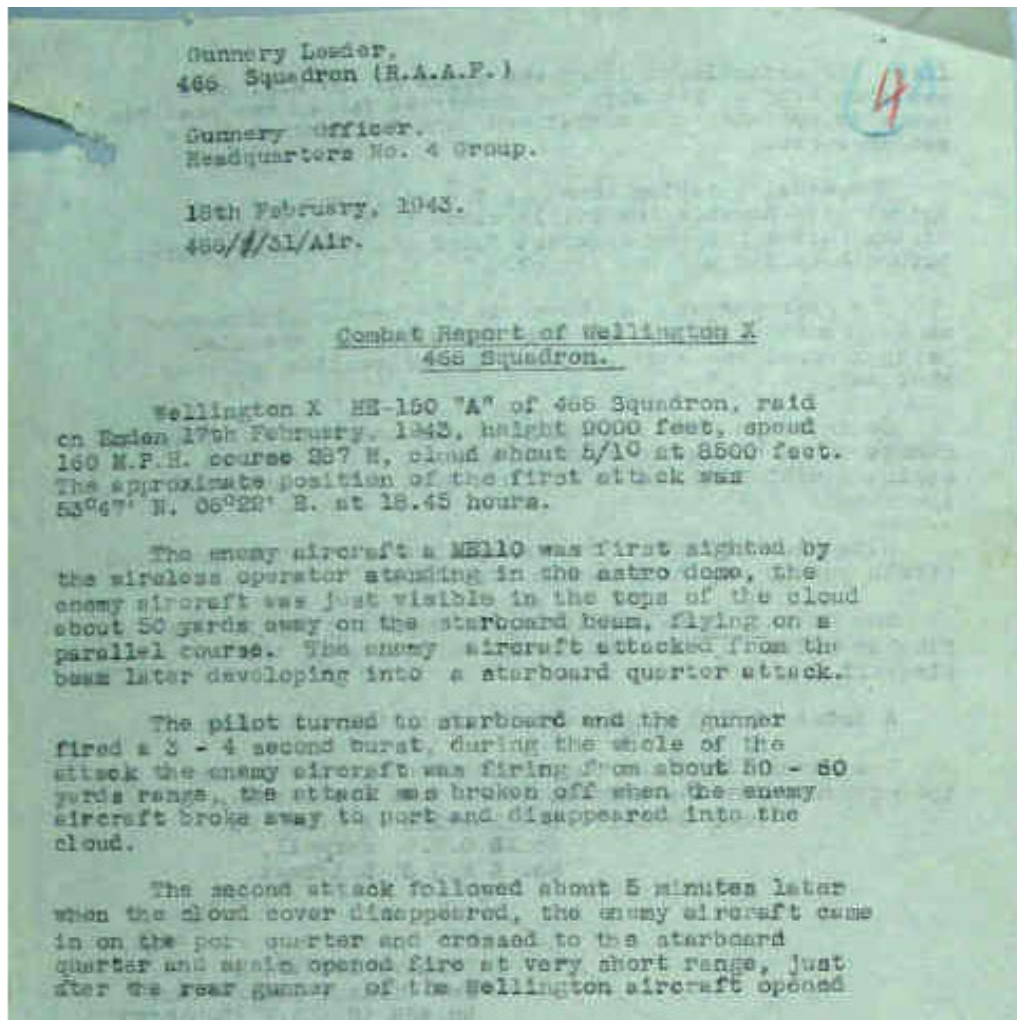 Gunnery Leader,
466 Squadron (R.A.A.F.)
4
Gunnery Officer.
Headquarters No. 4 Group.
18th February, 1943.
466/1/31/Air.
Combat Report of Wellington X
466 Squadron.
Wellington X HE-150 "A" of 466 Squadron, raid
on Emden 17th February, 1943, height 9000 feet, speed
160 M.P.H. course 287 M, cloud about 5/10 at 8500 feet.
The approximate position of the first attack was
53°47' N. 06°22' E. at 18.45 hours.
The enemy aircraft a ME110 was first sighted by
the wireless operator standing in the astro dome, the
enemy aircraft was just visible in the tops of the cloud
about 50 yards away on the starboard beam, flying on a
parallel course. The enemy aircraft attacked from the
beam later developing into a starboard quarter attack.
The pilot turned to starboard and the gunner
fired a 3 - 4 second burst, during the whole of the
attack the enemy aircraft was firing from about 50 - 60
yards range, the attack was broken off when the enemy
aircraft broke away to port and disappeared into the
cloud.
The second attack followed about 5 minutes later
when the cloud cover disappeared, the enemy aircraft came
in on the port quarter and crossed to the starboard
quarter and again opened fire at very short range, just
after the rear gunner of the Wellington aircraft opened